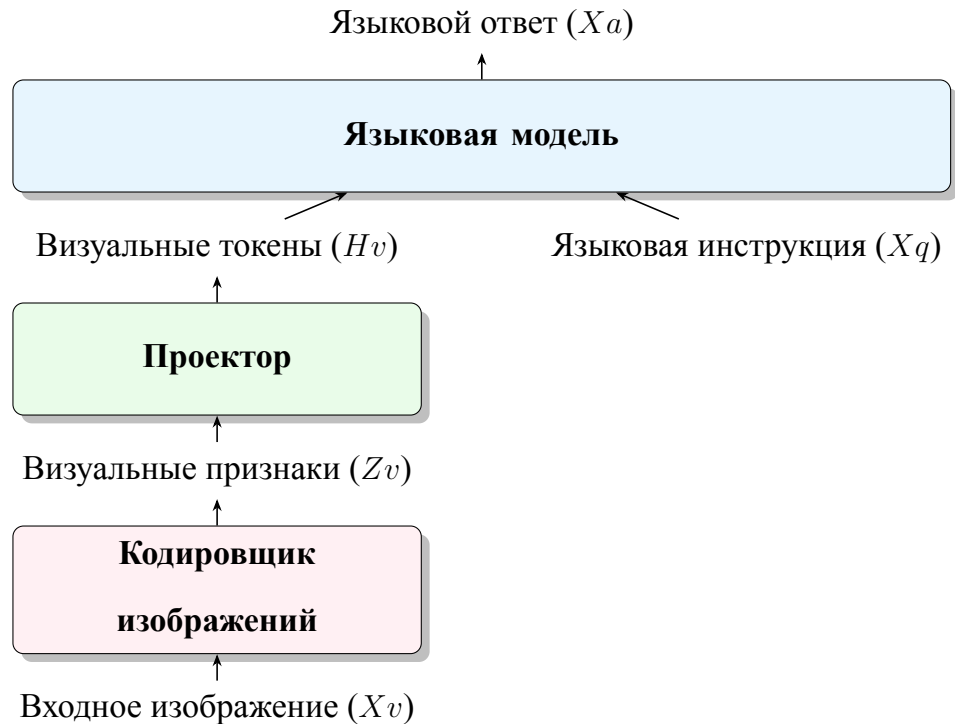 Языковой ответ (Xa)
Языковая модель
Визуальные токены (Hv) Языковая инструкция (Xq)
Проектор
Визуальные признаки (Zv)
Кодировщик
изображений
Входное изображение (Xv)